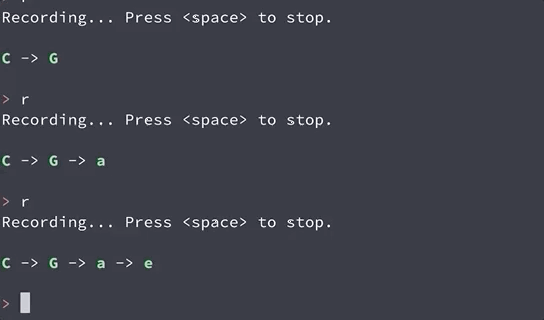 Recording... Press <space> to stop.
C -> G
> r
Recording... Press <space> to stop.
C -> G -> a
> r
Recording... Press <space> to stop.
C -> G -> a -> e
>